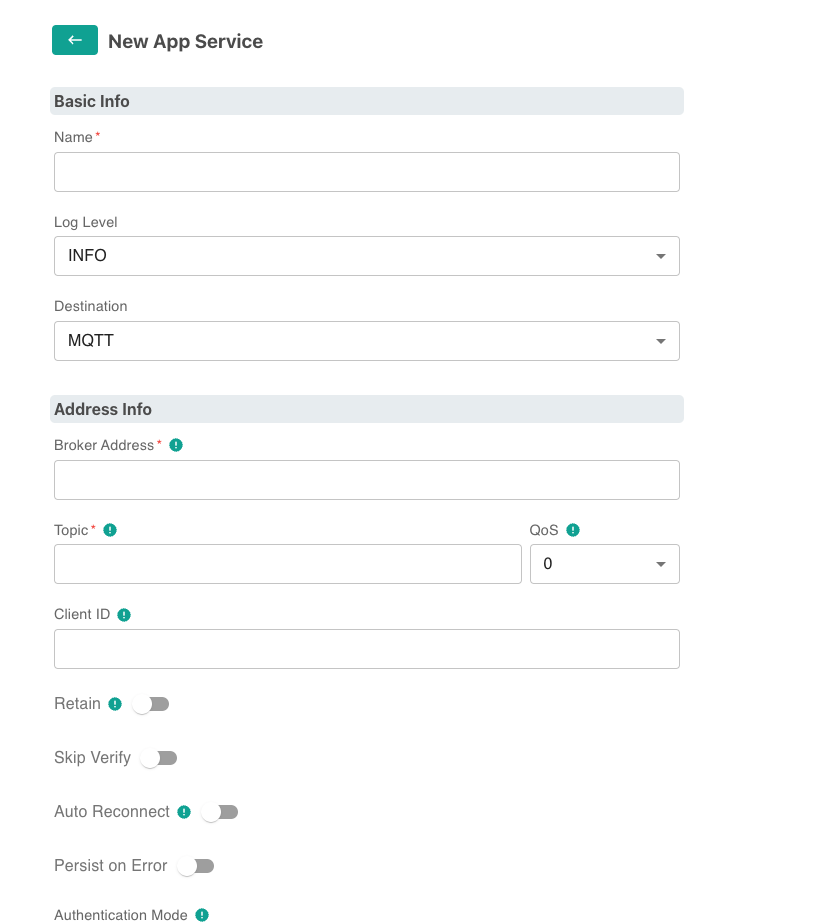 New App Service
Basic Info
Name*
Log Level
INFO
Destination
MQTT
Address Info
Broker Address*
Topic* QoS
0
Client ID
Retain
Skip Verify
Auto Reconnect
Persist on Error
Authentication Mode